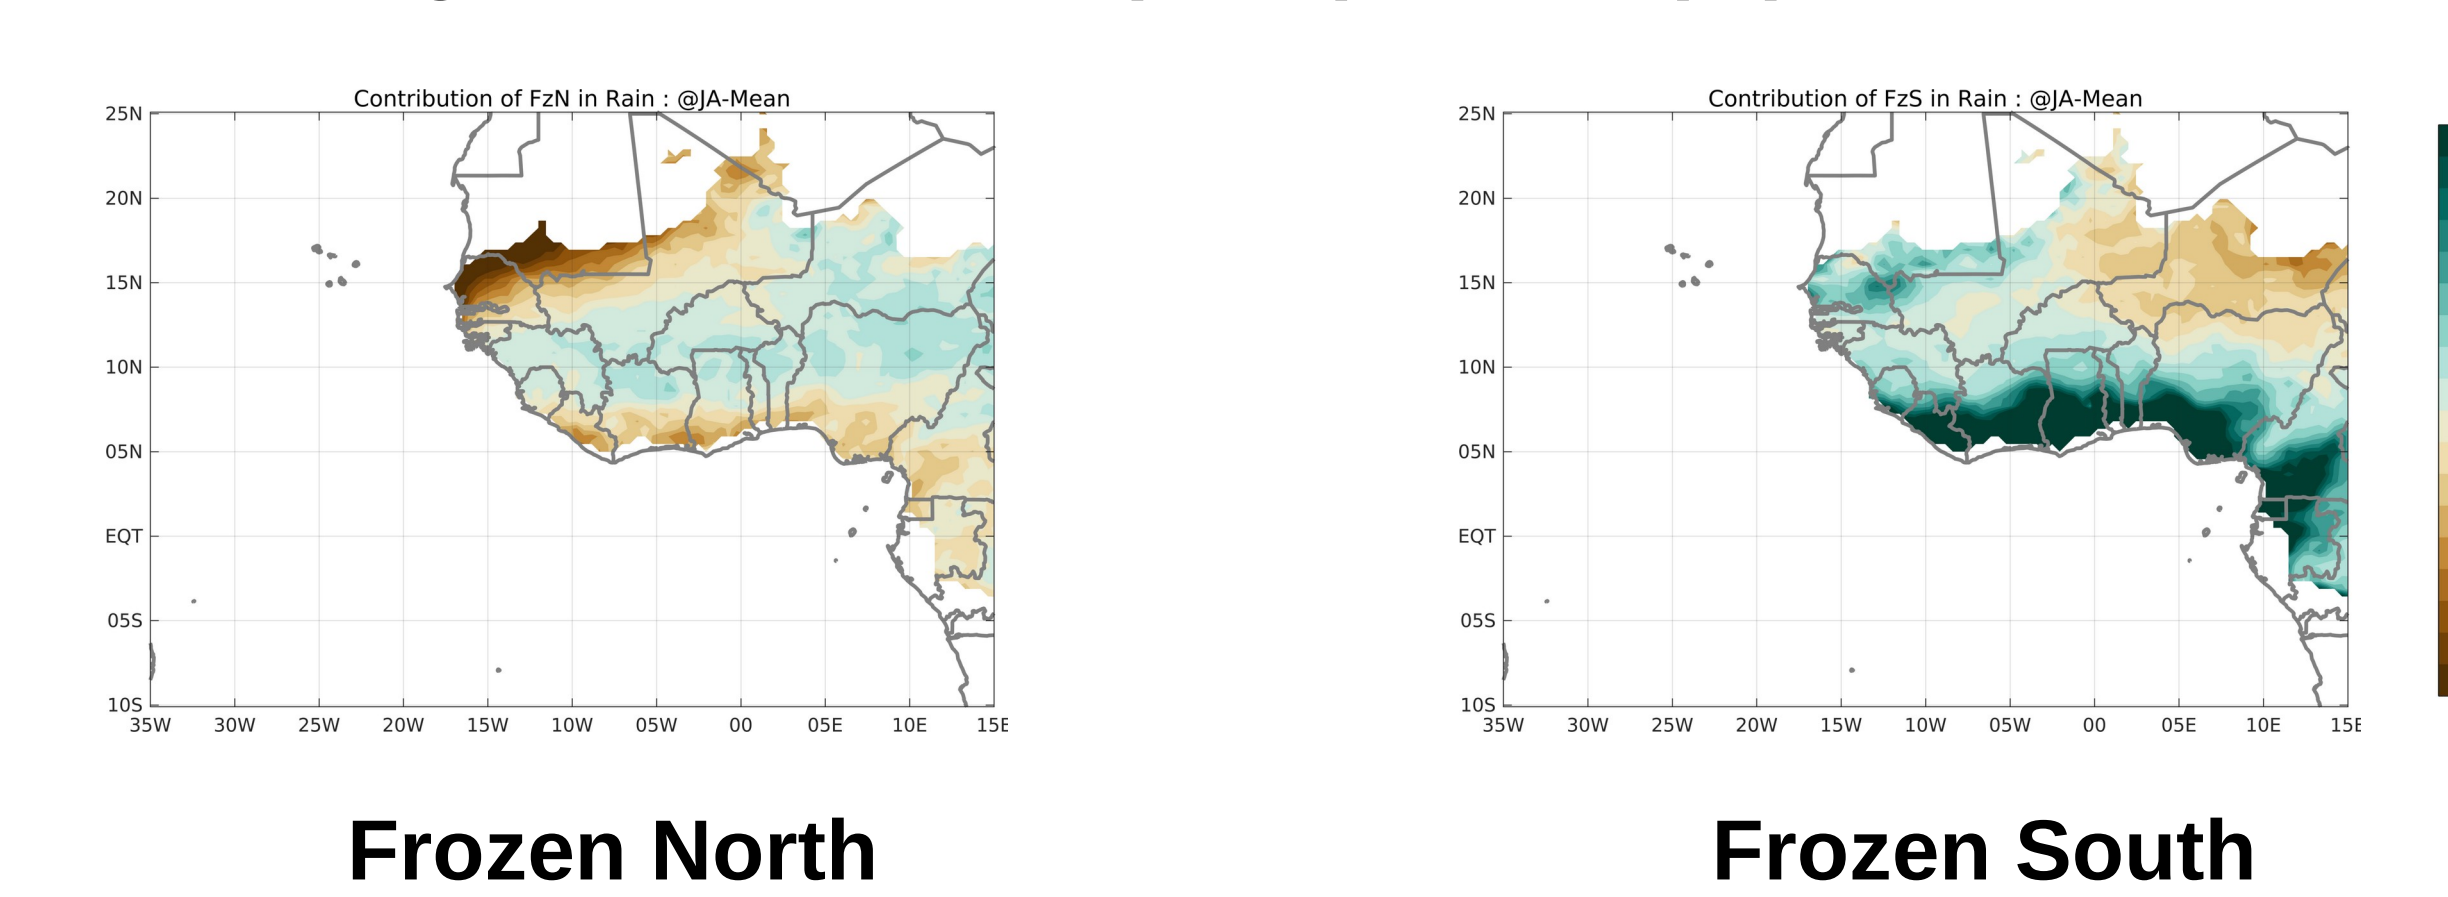 Contribution of FzN in Rain : @JA-Mean
25N
20N
15N
10N
05N
EQT
05S
10S
35W 30W 25W 20W 15W 10W 05W 00 05E 10E 15E
Frozen North
Contribution of FzS in Rain : @JA-Mean
25N
20N
15N
10N
05N
EQT
05S
10S
35W 30W 25W 20W 15W 10W 05W 00 05E 10E 15E
Frozen South